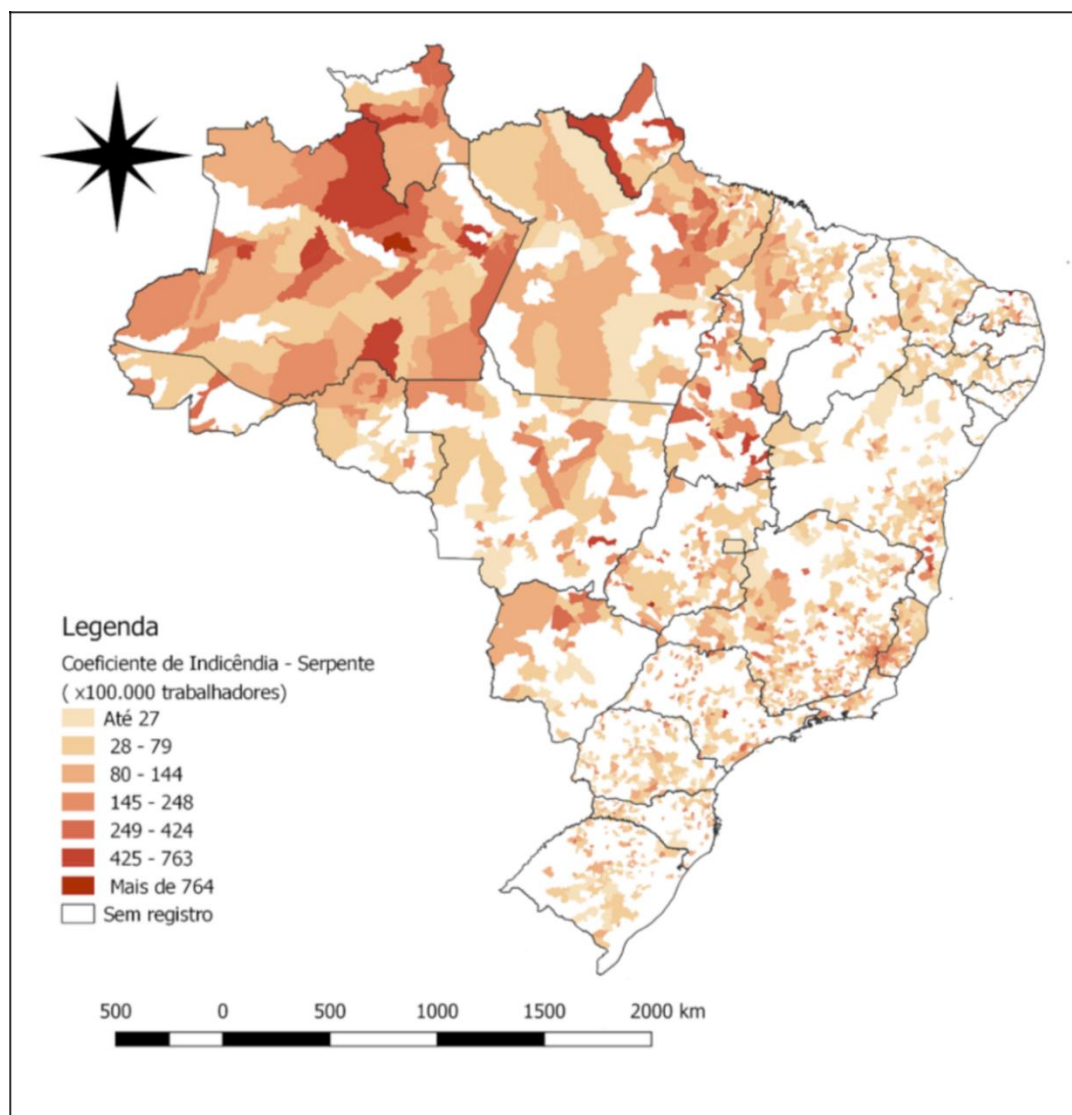 Legenda
Coeficiente de Indicêndia - Serpente
( x100.000 trabalhadores)
Até 27
28 - 79
80 - 144
145 - 248
249 - 424
425 - 763
Mais de 764
Sem registro
500 0 500 1000 1500 2000 km